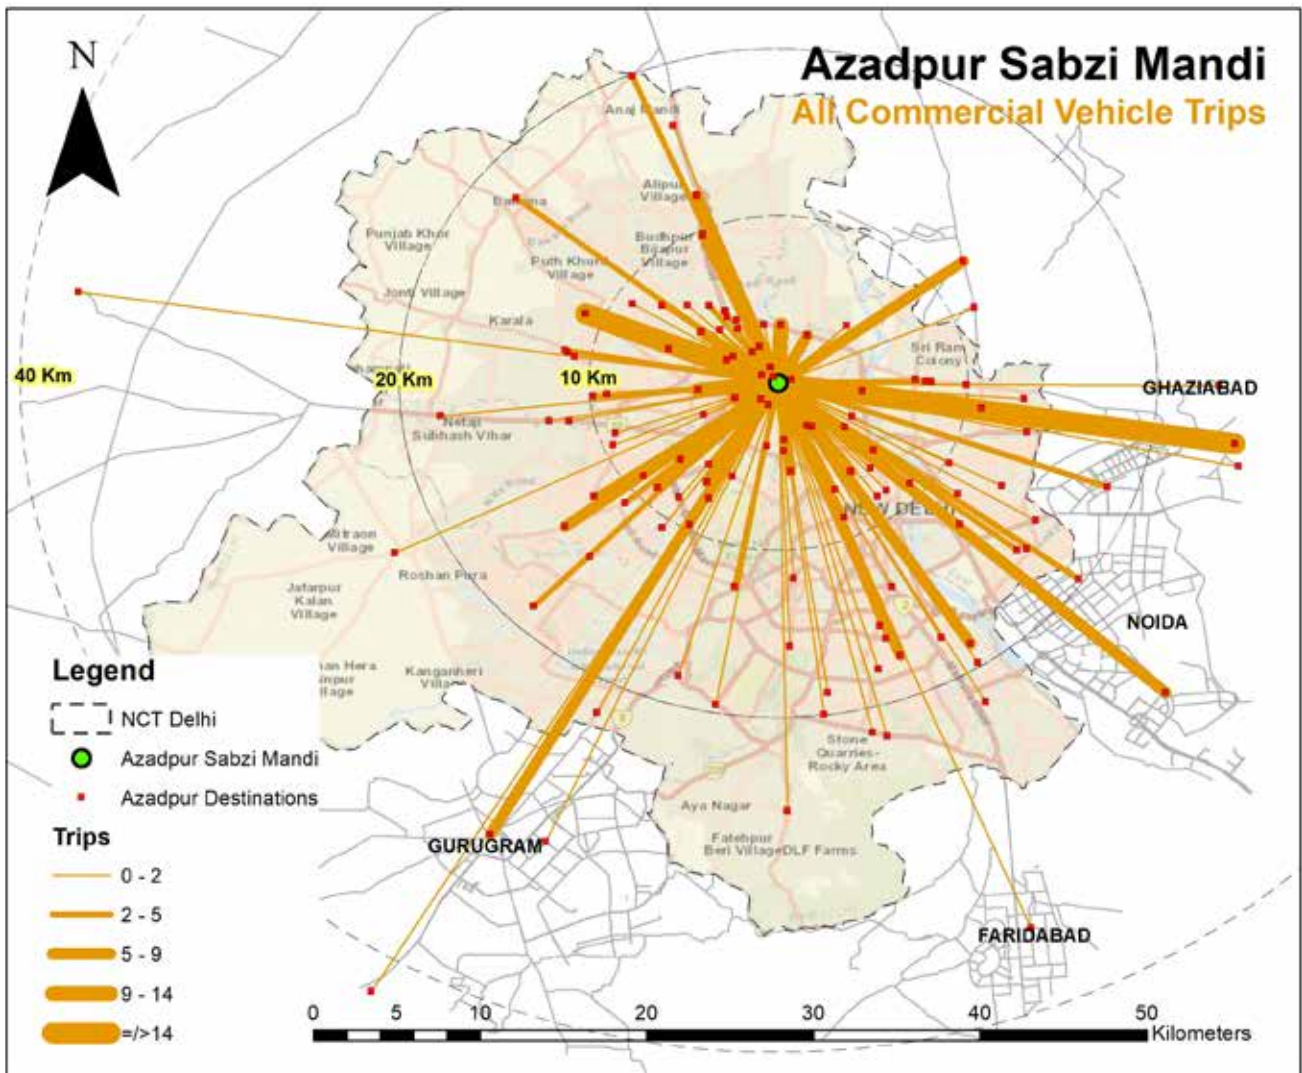 N
Azadpur Sabzi Mandi
All Commercial Vehicle Trips
Anaj Mandi
Alipur
Village
Bawana
Punjab Khor
Village
Budhpur
Bijapur
Village
Puth Khurd
Village
Jonti Village
Karala
Sri Ram
Colony
40 Km
20 Km
10 Km
GHAZIABAD
Netaji
Subhash Vihar
NEW DELHI
Mitraon
Village
Roshan Pura
Jafarpur
Kalan
Village
NOIDA
Kanganheri
Village
Stone
Quarries-
Rocky Area
Aya Nagar
Fatehpur
Beri Village
DLF Farms
GURUGRAM
FARIDABAD
Legend
NCT Delhi
Azadpur Sabzi Mandi
Azadpur Destinations
Trips
0 - 2
2 - 5
5 - 9
9 - 14
=/>14
0 5 10 20 30 40 50
Kilometers